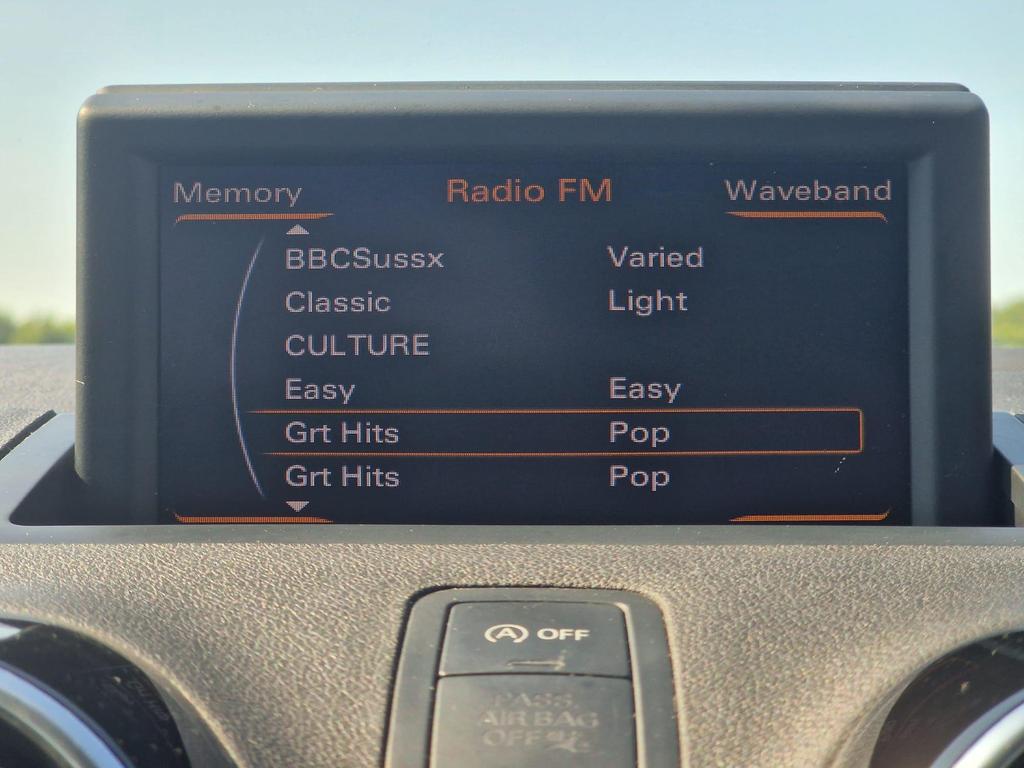 Memory Radio FM Waveband
BBCSussx Varied
Classic Light
CULTURE
Easy Easy
Grt Hits Pop
Grt Hits Pop
A OFF
PASS.
AIR BAG
OFF